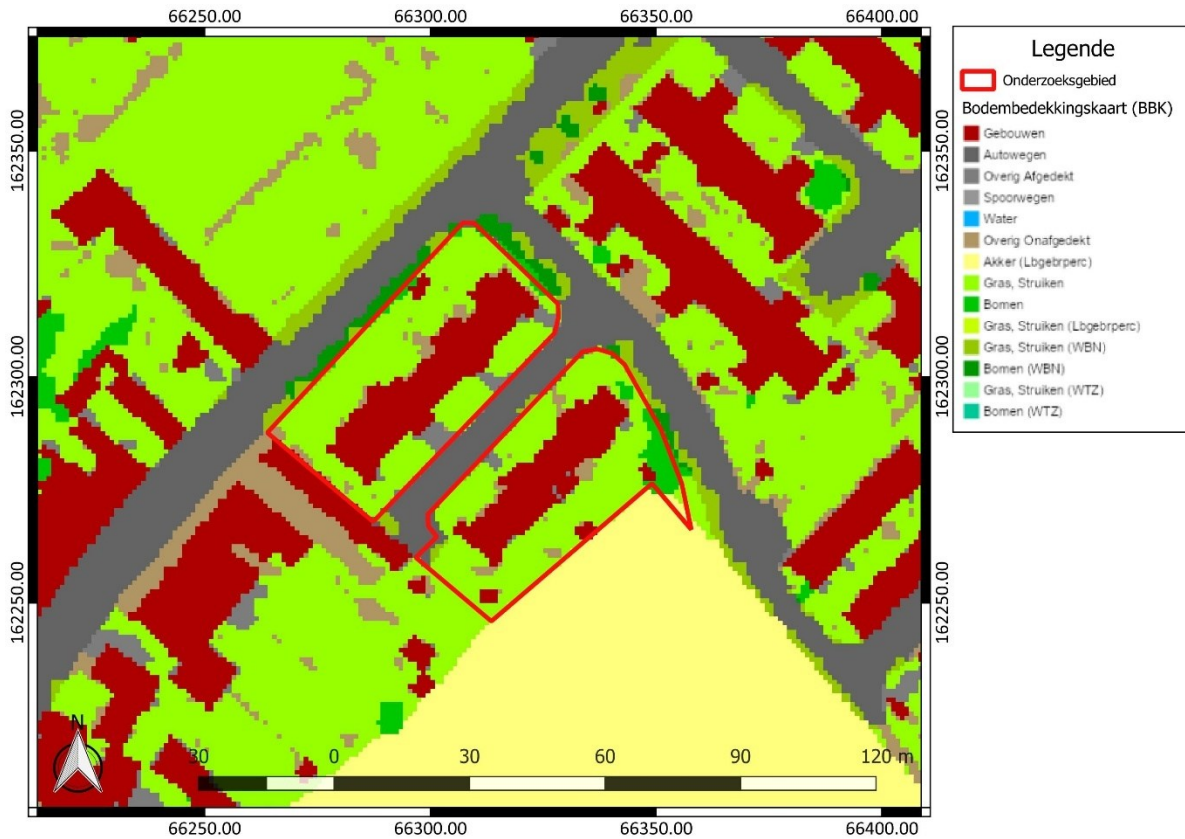 66250.00 66300.00 66350.00 66400.00
162350.00 162350.00
162300.00 162300.00
162250.00 162250.00
N
30 0 30 60 90 120 m
66250.00 66300.00 66350.00 66400.00
Legende
Onderzoeksgebied
Bodembedekkingskaart (BBK)
Gebouwen
Autowegen
Overig Afgedekt
Spoorwegen
Water
Overig Onafgedekt
Akker (Lbgebrperc)
Gras, Struiken
Bomen
Gras, Struiken (Lbgebrperc)
Gras, Struiken (WBN)
Bomen (WBN)
Gras, Struiken (WTZ)
Bomen (WTZ)